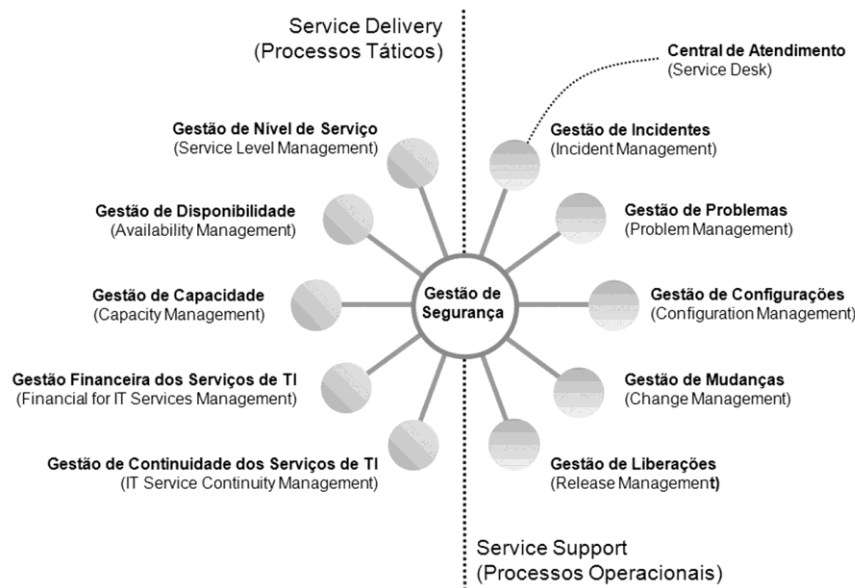 Service Delivery
(Processos Táticos)
Central de Atendimento
(Service Desk)
Gestão de Nível de Serviço
(Service Level Management)
Gestão de Incidentes
(Incident Management)
Gestão de Disponibilidade
(Availability Management)
Gestão de Problemas
(Problem Management)
Gestão de Capacidade
(Capacity Management)
Gestão de
Segurança
Gestão de Configurações
(Configuration Management)
Gestão Financeira dos Serviços de TI
(Financial for IT Services Management)
Gestão de Mudanças
(Change Management)
Gestão de Continuidade dos Serviços de TI
(IT Service Continuity Management)
Gestão de Liberações
(Release Management)
Service Support
(Processos Operacionais)